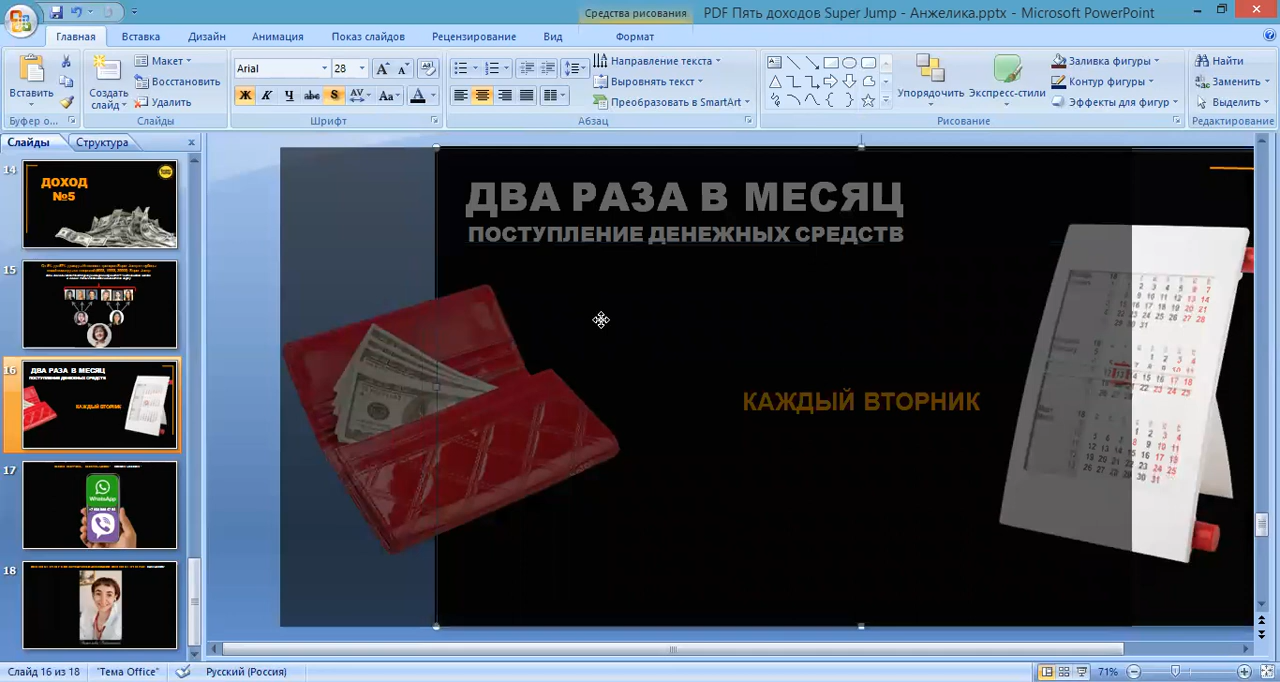 Средства рисования
PDF Пять доходов Super Jump - Анжелика.pptx - Microsoft PowerPoint
Главная
Вставка
Дизайн
Анимация
Показ слайдов
Рецензирование
Вид
Формат
Вставить
Макет
Восстановить
Удалить
Создать
слайд
Буфер о...
Слайды
Arial
28
Ж К Ч abc S AV Aa А
Шрифт
Направление текста
Выровнять текст
Преобразовать в SmartArt
Абзац
Упорядочить
Экспресс-стили
Заливка фигуры
Контур фигуры
Эффекты для фигур
Рисование
Найти
Заменить
Выделить
Редактирование
Слайды
Структура
14
ДОХОД
№5
15
16
ДВА РАЗА В МЕСЯЦ
ПОСТУПЛЕНИЕ ДЕНЕЖНЫХ СРЕДСТВ
КАЖДЫЙ ВТОРНИК
17
WhatsApp
18
ДВА РАЗА В МЕСЯЦ
ПОСТУПЛЕНИЕ ДЕНЕЖНЫХ СРЕДСТВ
КАЖДЫЙ ВТОРНИК
Слайд 16 из 18
"Тема Office"
Русский (Россия)
71%